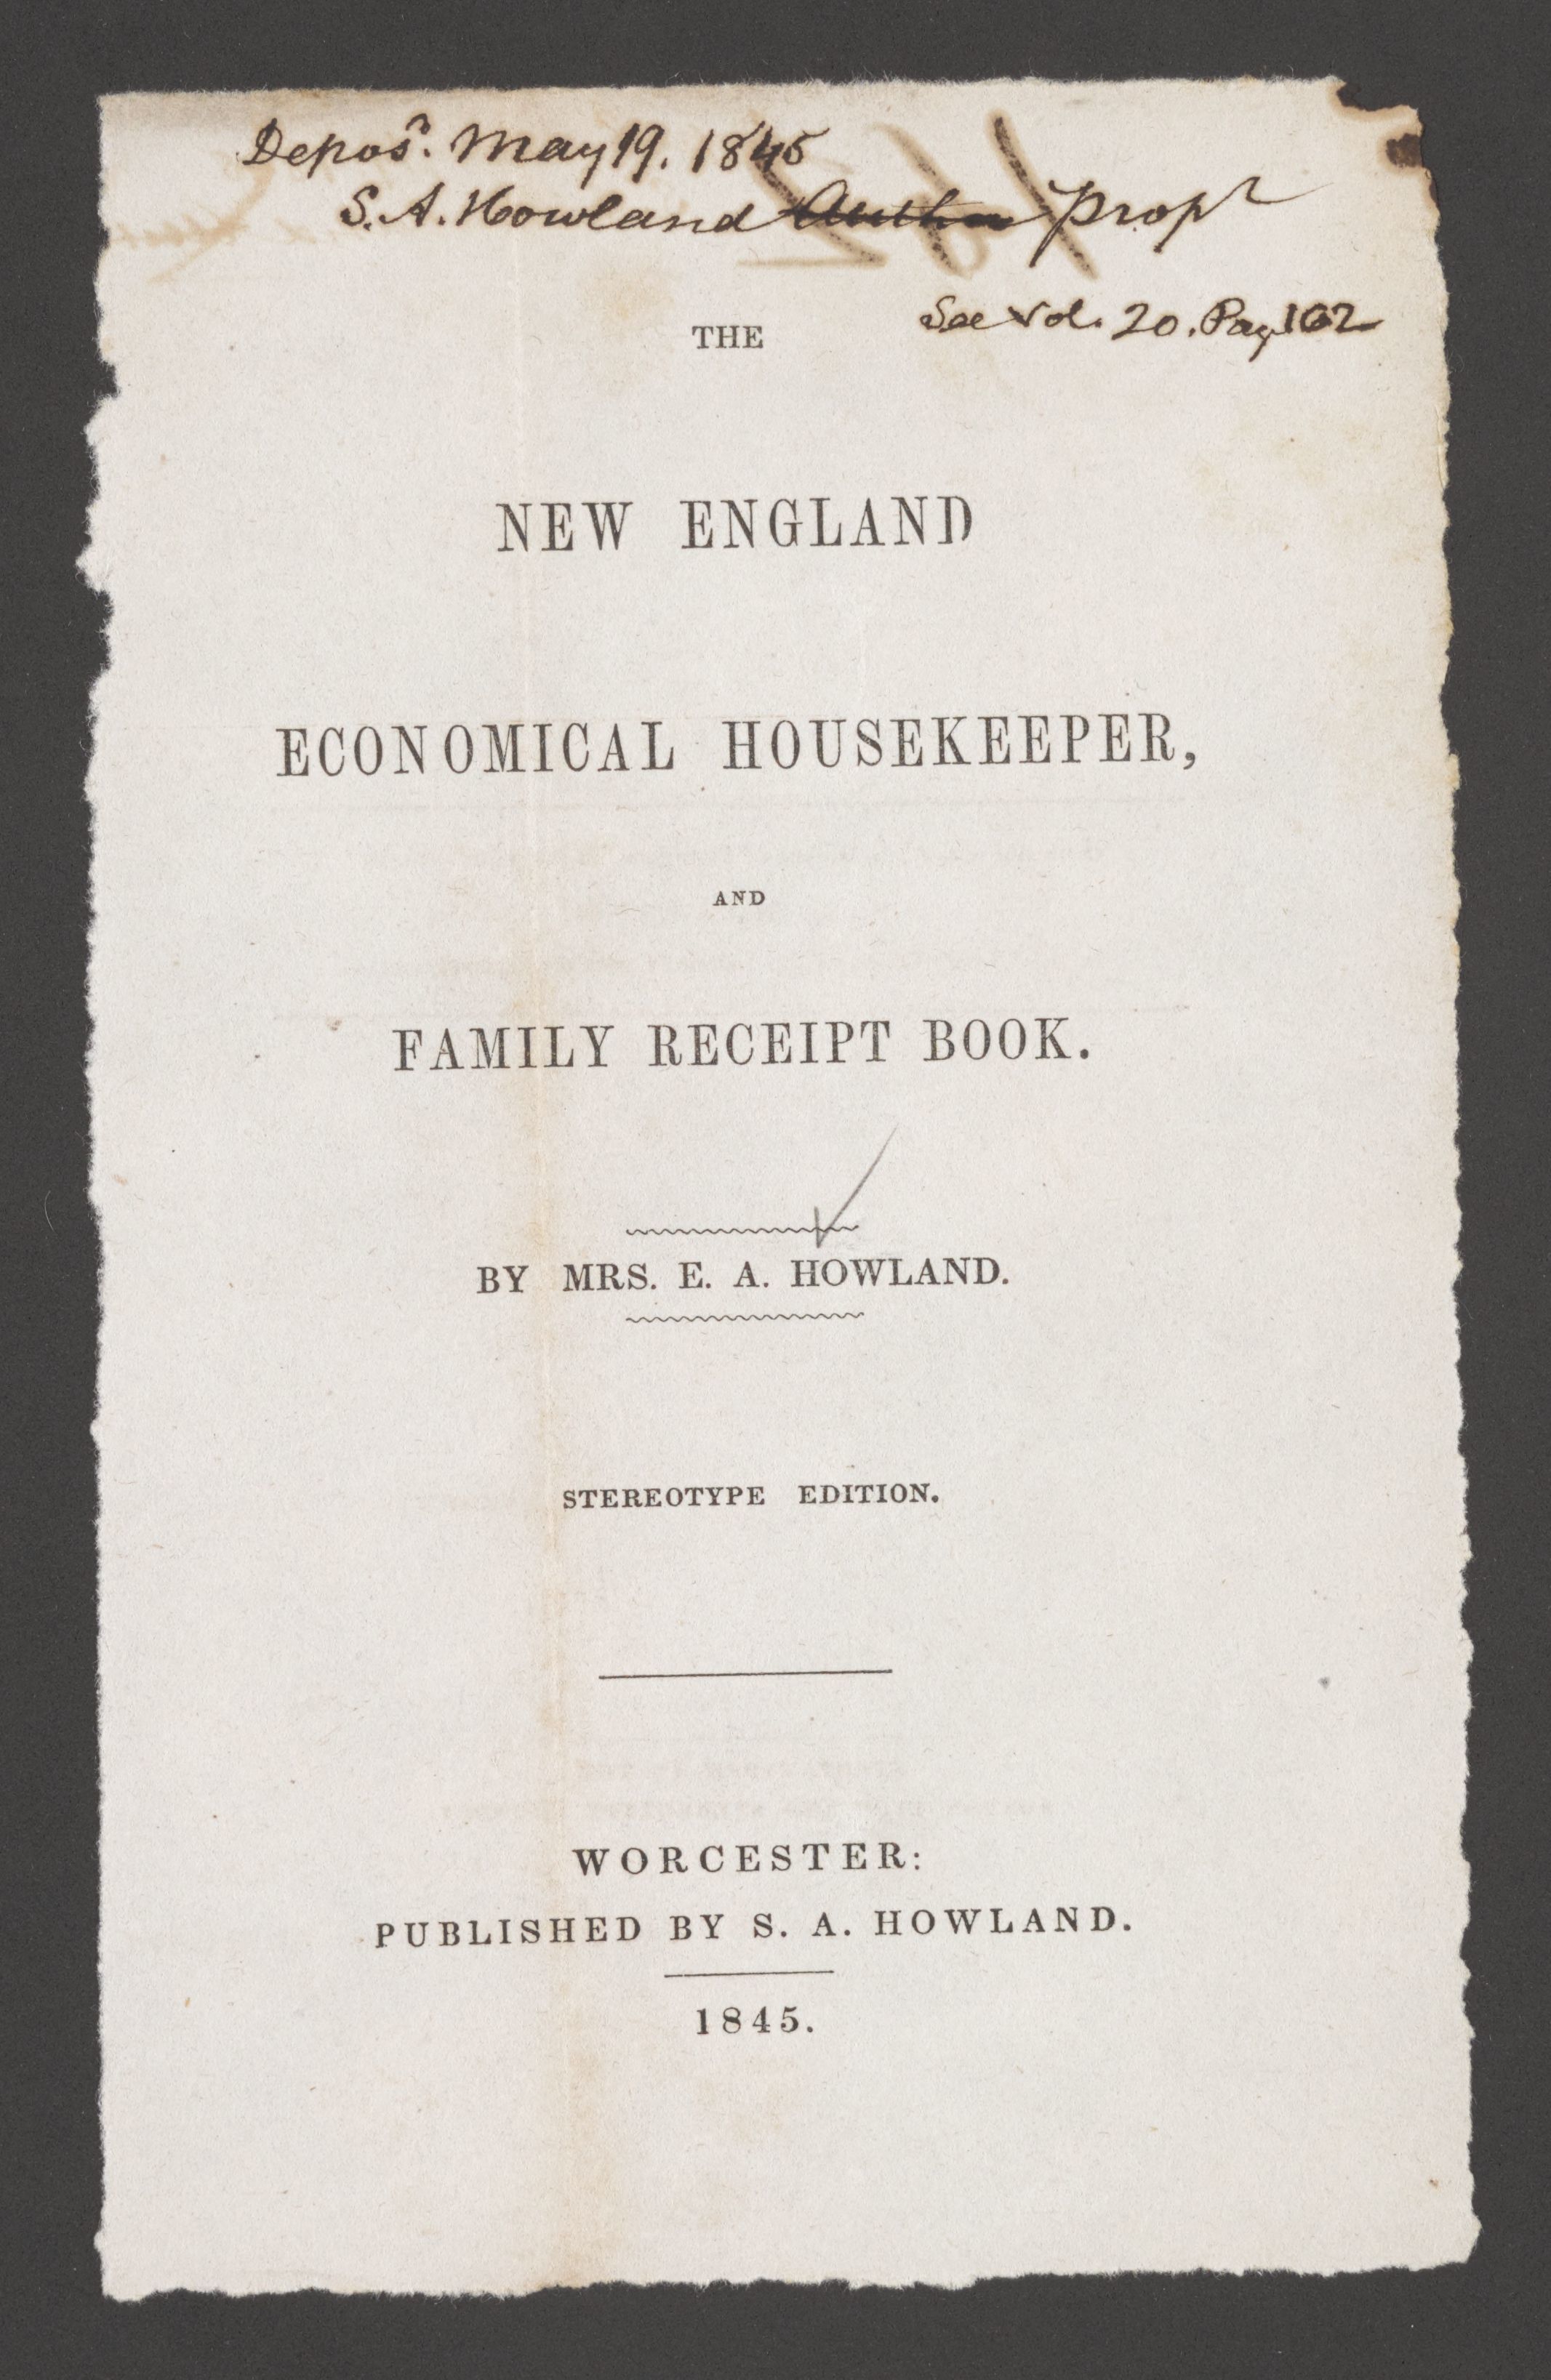 Depos. May 19. 1845
S. A. Howland Author Propr
See Vol. 20. Pag 162
THE
NEW ENGLAND
ECONOMICAL HOUSEKEEPER,
AND
FAMILY RECEIPT BOOK.
BY MRS. E. A. HOWLAND.
STEREOTYPE EDITION.
WORCESTER:
PUBLISHED BY S. A. HOWLAND.
1845.